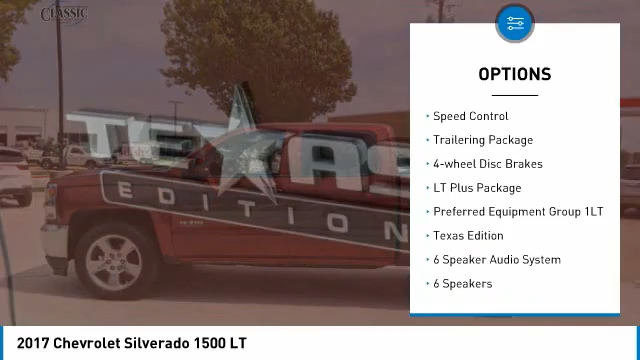 CLASSIC
OPTIONS
Speed Control
Trailering Package
4-wheel Disc Brakes
LT Plus Package
Preferred Equipment Group 1LT
Texas Edition
6 Speaker Audio System
6 Speakers
TEXAS
EDITION
2017 Chevrolet Silverado 1500 LT